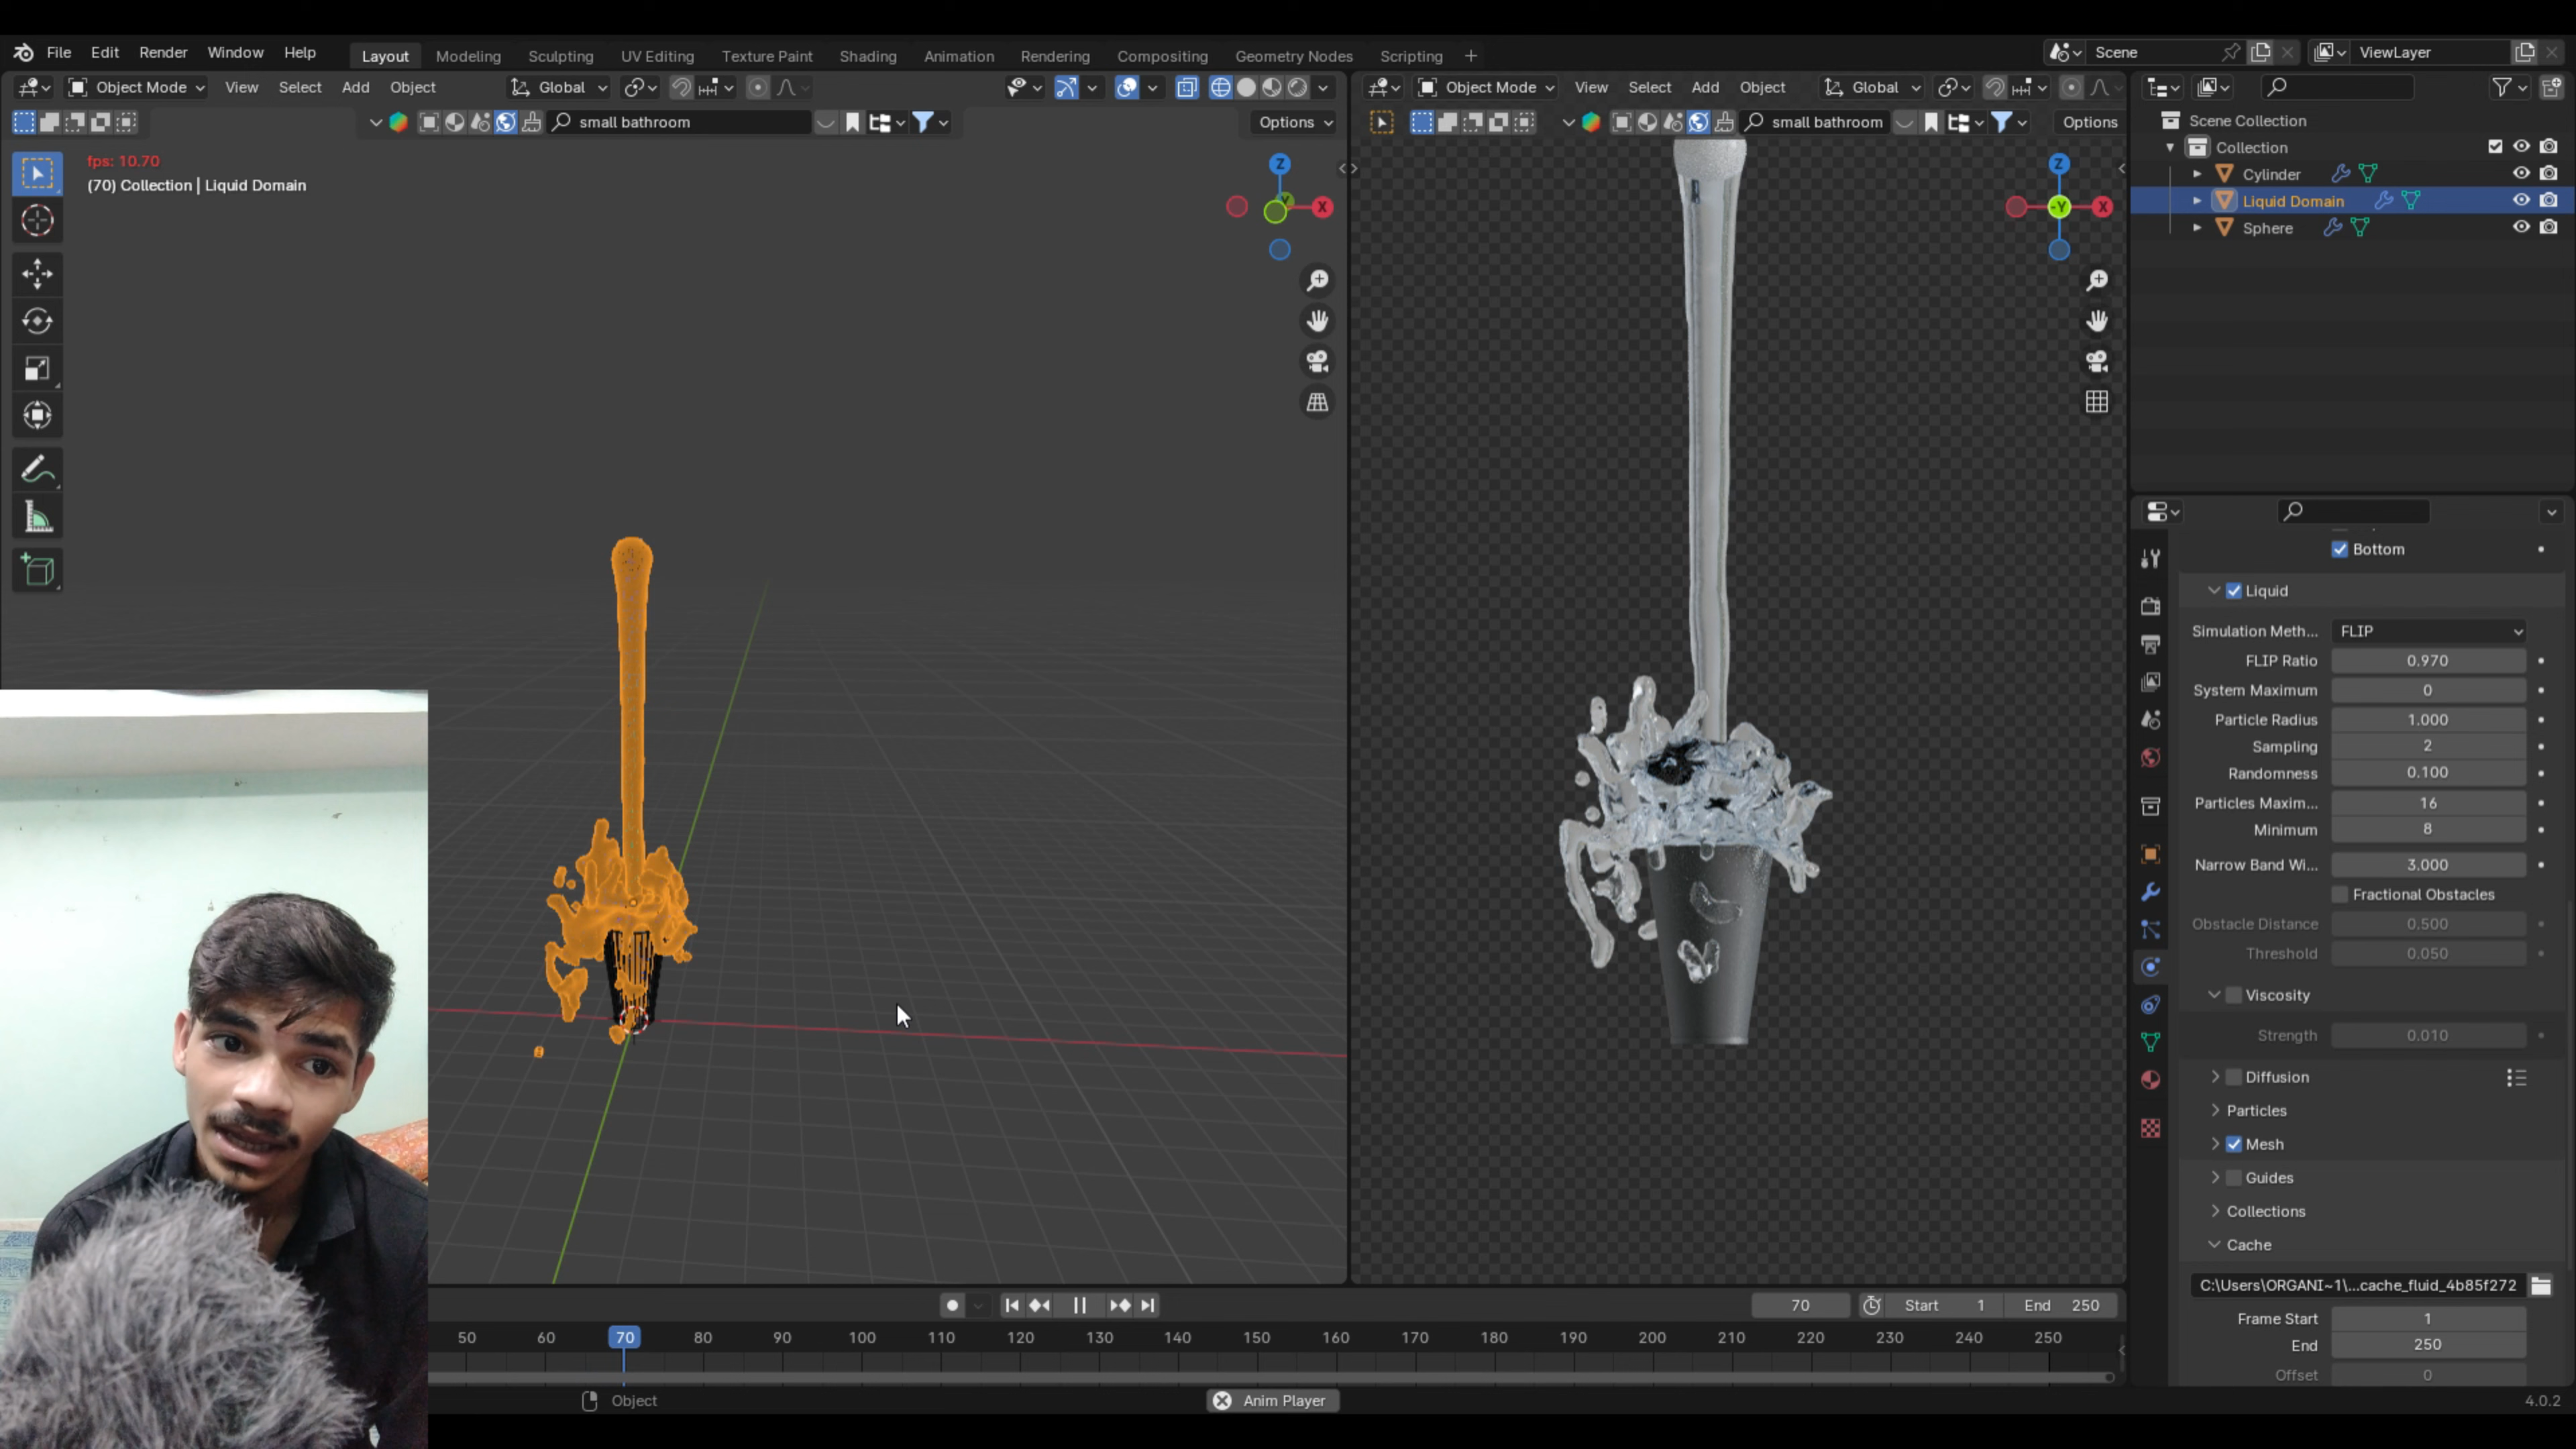 File Edit Render Window Help Layout Modeling Sculpting UV Editing Texture Paint Shading Animation Rendering Compositing Geometry Nodes Scripting + Scene ViewLayer
Object Mode View Select Add Object Global Object Mode View Select Add Object Global
small bathroom Options small bathroom Options
fps: 10.70
(70) Collection | Liquid Domain
Z
X
Z
-Y X
Scene Collection
Collection
Cylinder
Liquid Domain
Sphere
Bottom
Liquid
Simulation Meth... FLIP
FLIP Ratio 0.970
System Maximum 0
Particle Radius 1.000
Sampling 2
Randomness 0.100
Particles Maxim... 16
Minimum 8
Narrow Band Wi... 3.000
Fractional Obstacles
Obstacle Distance 0.500
Threshold 0.050
Viscosity
Strength 0.010
Diffusion
Particles
Mesh
Guides
Collections
Cache
C:\Users\ORGANI~1\...cache_fluid_4b85f272
Frame Start 1
End 250
Offset 0
70 Start 1 End 250
50 60 70 80 90 100 110 120 130 140 150 160 170 180 190 200 210 220 230 240 250
Object Anim Player 4.0.2